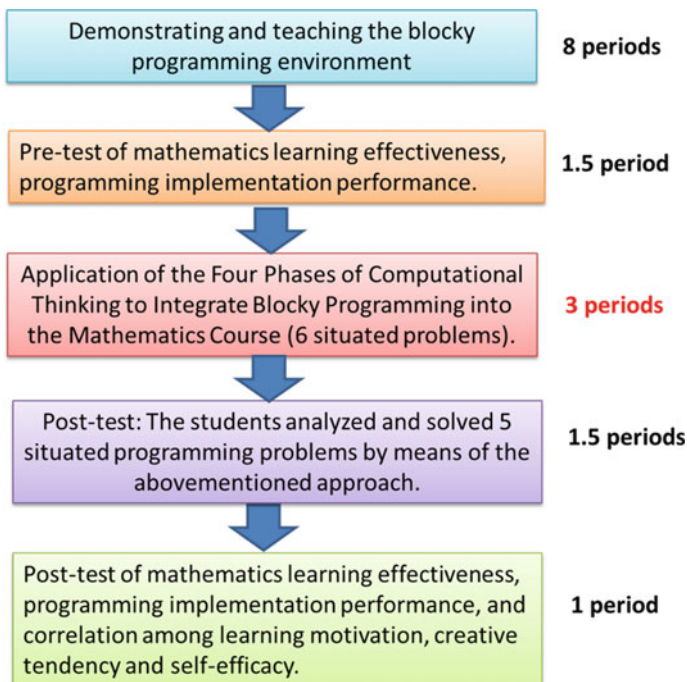 Demonstrating and teaching the blocky
programming environment
8 periods
Pre-test of mathematics learning effectiveness,
programming implementation performance.
1.5 period
Application of the Four Phases of Computational
Thinking to Integrate Blocky Programming into
the Mathematics Course (6 situated problems).
3 periods
Post-test: The students analyzed and solved 5
situated programming problems by means of the
abovementioned approach.
1.5 periods
Post-test of mathematics learning effectiveness,
programming implementation performance, and
correlation among learning motivation, creative
tendency and self-efficacy.
1 period